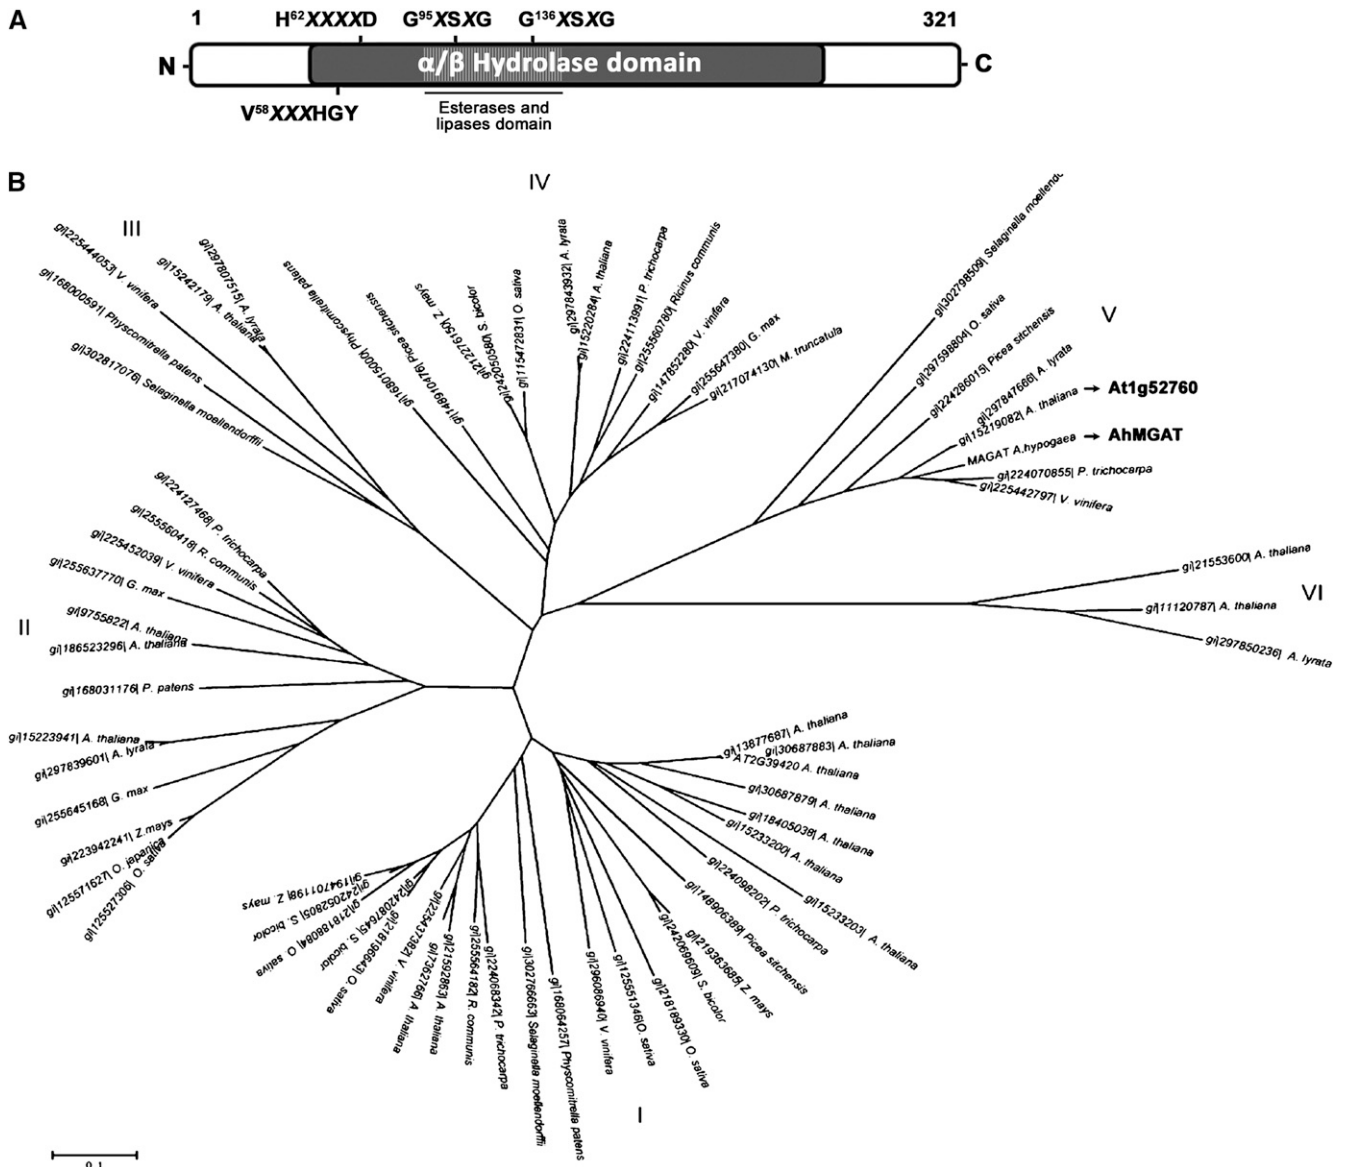 A
1
H62XXXXD
G95XSXG
G136XSXG
321
N
α/β Hydrolase domain
C
V58XXXHGY
Esterases and
lipases domain
B
IV
III
gi|225444053| V. vinifera
gi|15242179| A. thaliana
gi|297807515| A. lyrata
gi|168000591| Physcomitrella patens
gi|302817076| Selaginella moellendorffii
gi|168015000| Physcomitrella patens
gi|148910476| Picea sitchensis
gi|212276150| Z. mays
gi|242050580| S. bicolor
gi|115472831| O. sativa
gi|297843932| A. lyrata
gi|15220284| A. thaliana
gi|224113991| P. trichocarpa
gi|255560780| Ricinus communis
gi|147852280| V. vinifera
gi|255647380| G. max
gi|217074130| M. truncatula
V
gi|302798509| Selaginella moellendo
gi|297598804| O. sativa
gi|224286015| Picea sitchensis
gi|297847666| A. lyrata
gi|15219082| A. thaliana
At1g52760
MAGAT A.hypogaea
AhMGAT
gi|224070855| P. trichocarpa
gi|225442797| V. vinifera
VI
gi|21553600| A. thaliana
gi|11120787| A. thaliana
gi|297850236| A. lyrata
II
gi|224127468| P. trichocarpa
gi|255560418| R. communis
gi|225452039| V. vinifera
gi|255637770| G. max
gi|9755822| A. thaliana
gi|186523296| A. thaliana
gi|168031176| P. patens
gi|15223941| A. thaliana
gi|297839601| A. lyrata
gi|255645168| G. max
gi|223942241| Z.mays
gi|125571627| O. japanica
gi|125527306| O. sativa
gi|13877687| A. thaliana
gi|30687883| A. thaliana
AT2G39420 A. thaliana
gi|30687879| A. thaliana
gi|18405038| A. thaliana
gi|15233200| A. thaliana
gi|15233203| A. thaliana
gi|224098202| P. trichocarpa
gi|148906389| Picea sitchensis
gi|219363685| Z. mays
gi|242069609| S. bicolor
gi|218189330| O. sativa
gi|125551346|O. sativa
gi|296086940| V. vinifera
gi|168064257| Physcomitrella patens
gi|302766663| Selaginella moellendorffii
gi|224068342| P. trichocarpa
gi|255564182| R. communis
gi|21592863| A. thaliana
gi|7362766| A. thaliana
gi|225437382| V. vinifera
gi|218196643| O. sativa
gi|242087645| S. bicolor
gi|218188084| O. sativa
gi|242052805| S. bicolor
gi|194701198| Z. mays
I
0.1